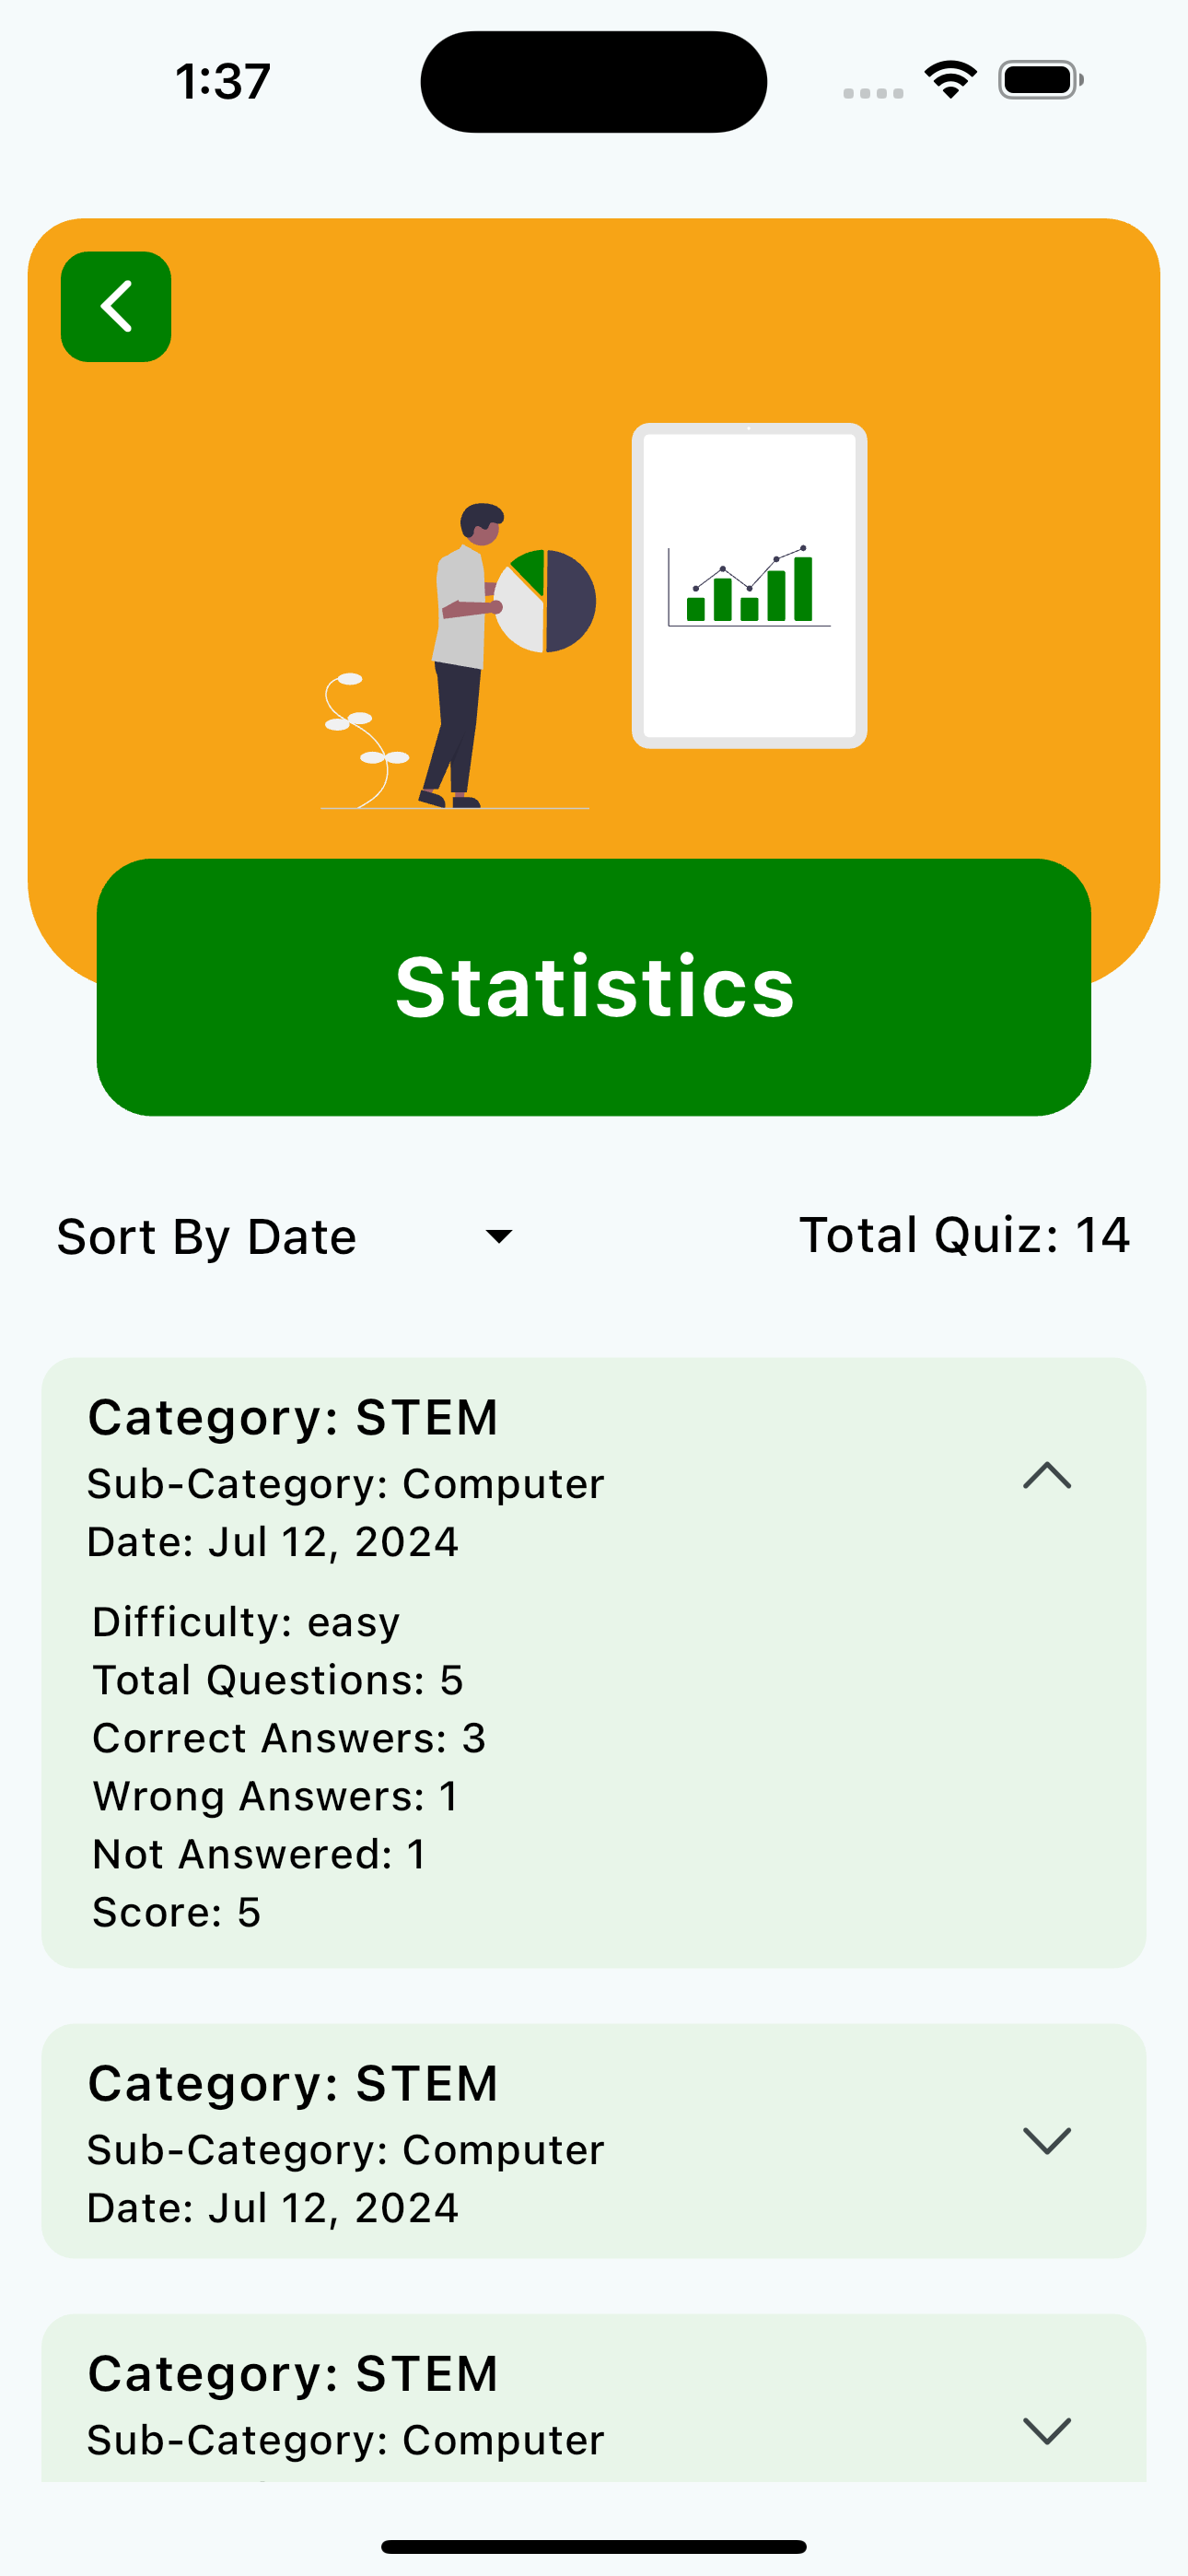 1:37
Statistics
Sort By Date
Total Quiz: 14
Category: STEM
Sub-Category: Computer
Date: Jul 12, 2024
Difficulty: easy
Total Questions: 5
Correct Answers: 3
Wrong Answers: 1
Not Answered: 1
Score: 5
Category: STEM
Sub-Category: Computer
Date: Jul 12, 2024
Category: STEM
Sub-Category: Computer